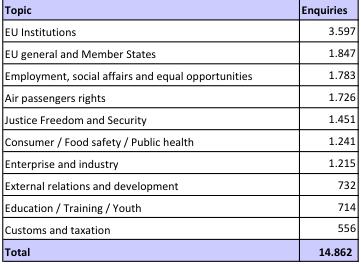 Topic Enquiries
EU Institutions 3.597
EU general and Member States 1.847
Employment, social affairs and equal opportunities 1.783
Air passengers rights 1.726
Justice Freedom and Security 1.451
Consumer / Food safety / Public health 1.241
Enterprise and industry 1.215
External relations and development 732
Education / Training / Youth 714
Customs and taxation 556
Total 14.862